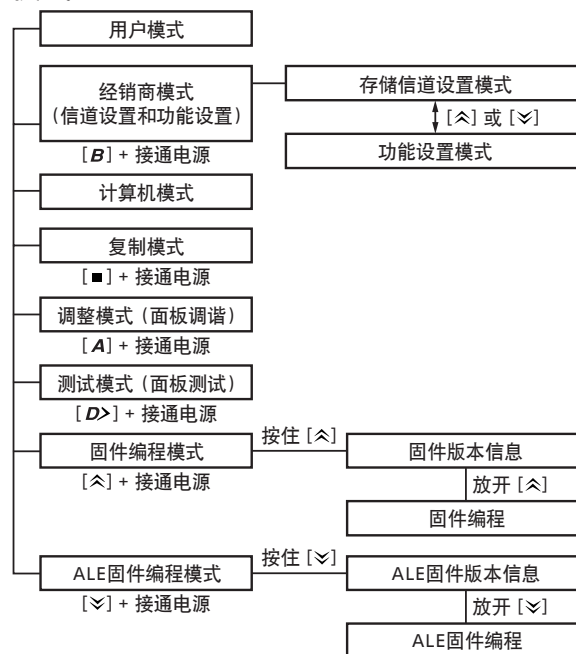 用户模式
经销商模式
(信道设置和功能设置)
[B] + 接通电源
存储信道设置模式
[︽] 或 [︾]
功能设置模式
计算机模式
复制模式
[■] + 接通电源
调整模式 (面板调谐)
[A] + 接通电源
测试模式 (面板测试)
[D>] + 接通电源
固件编程模式
[︽] + 接通电源
按住 [︽]
固件版本信息
放开 [︽]
固件编程
ALE固件编程模式
[︾] + 接通电源
按住 [︾]
ALE固件版本信息
放开 [︾]
ALE固件编程